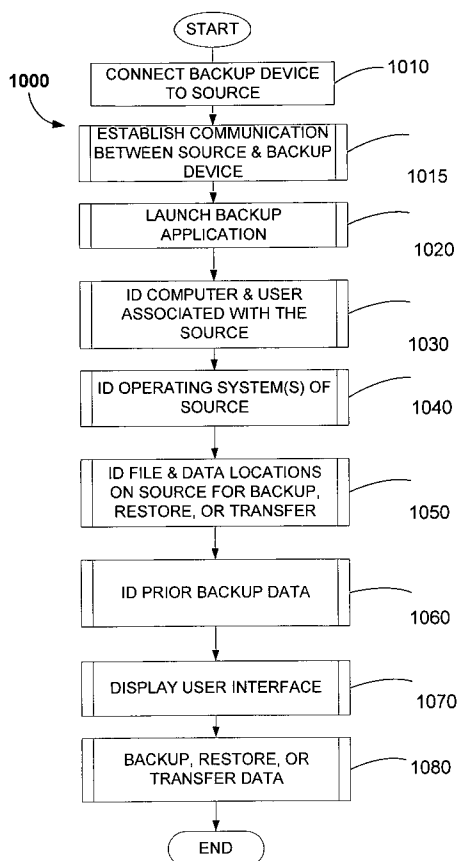 START
CONNECT BACKUP DEVICE
TO SOURCE
1010
1000
ESTABLISH COMMUNICATION
BETWEEN SOURCE & BACKUP
DEVICE
1015
LAUNCH BACKUP
APPLICATION
1020
ID COMPUTER & USER
ASSOCIATED WITH THE
SOURCE
1030
ID OPERATING SYSTEM(S) OF
SOURCE
1040
ID FILE & DATA LOCATIONS
ON SOURCE FOR BACKUP,
RESTORE, OR TRANSFER
1050
ID PRIOR BACKUP DATA
1060
DISPLAY USER INTERFACE
1070
BACKUP, RESTORE, OR
TRANSFER DATA
1080
END